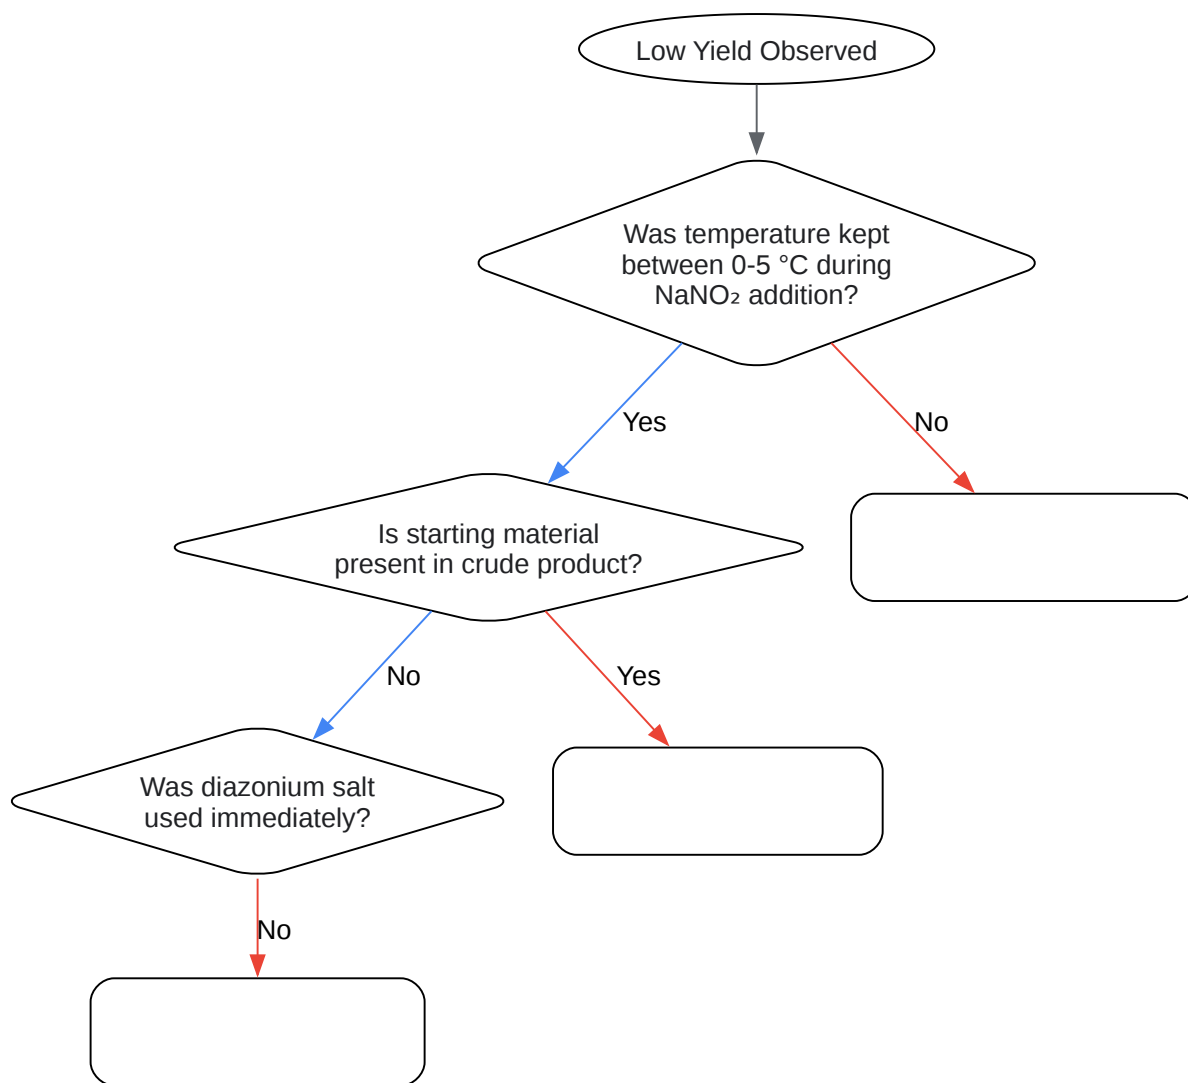 Low Yield Observed
Was temperature kept
between 0-5 °C during
NaNO₂ addition?
Yes
No
Is starting material
present in crude product?
No
Yes
Was diazonium salt
used immediately?
No